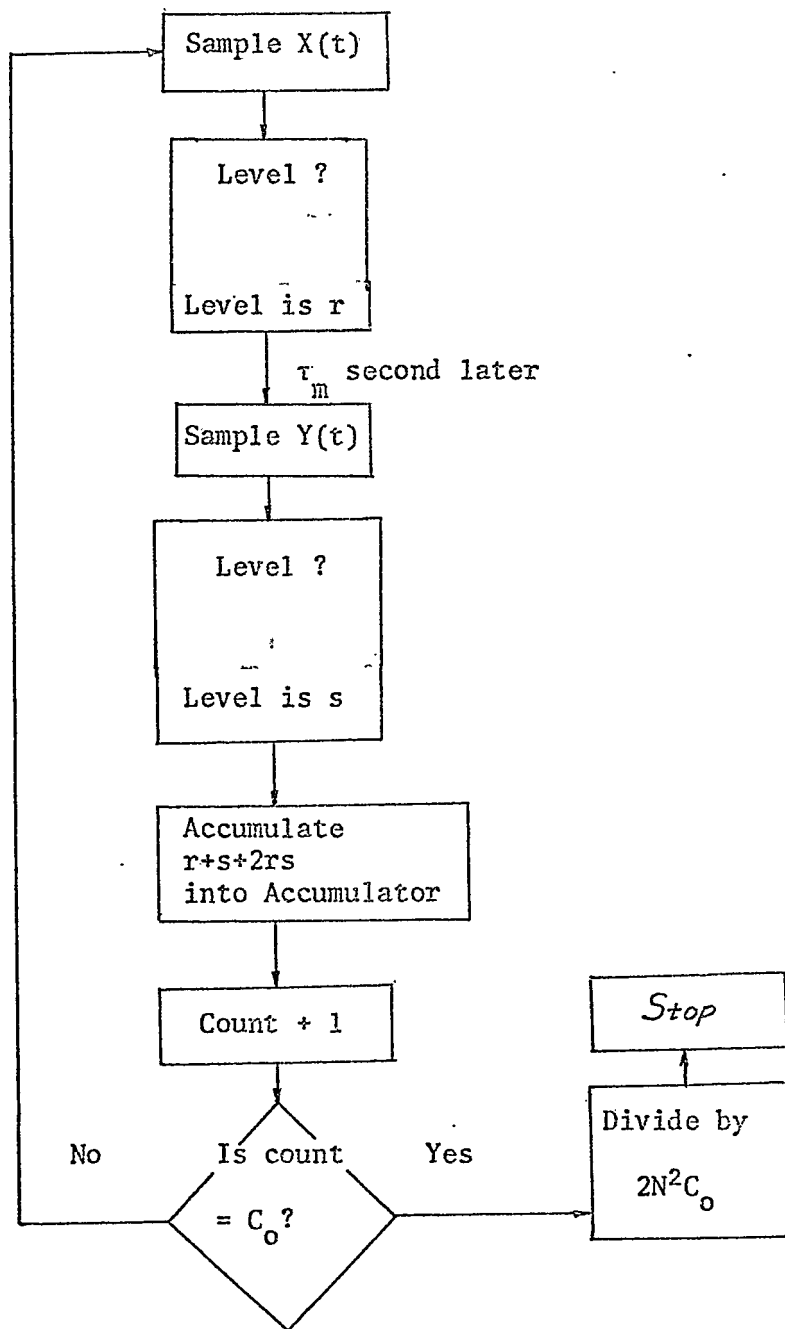 Sample X(t)
Level ?
Level is r
τm second later
Sample Y(t)
Level ?
Level is s
Accumulate
r+s+2rs
into Accumulator
Count + 1
No
Is count
= Co?
Yes
Divide by
2N²Co
Stop